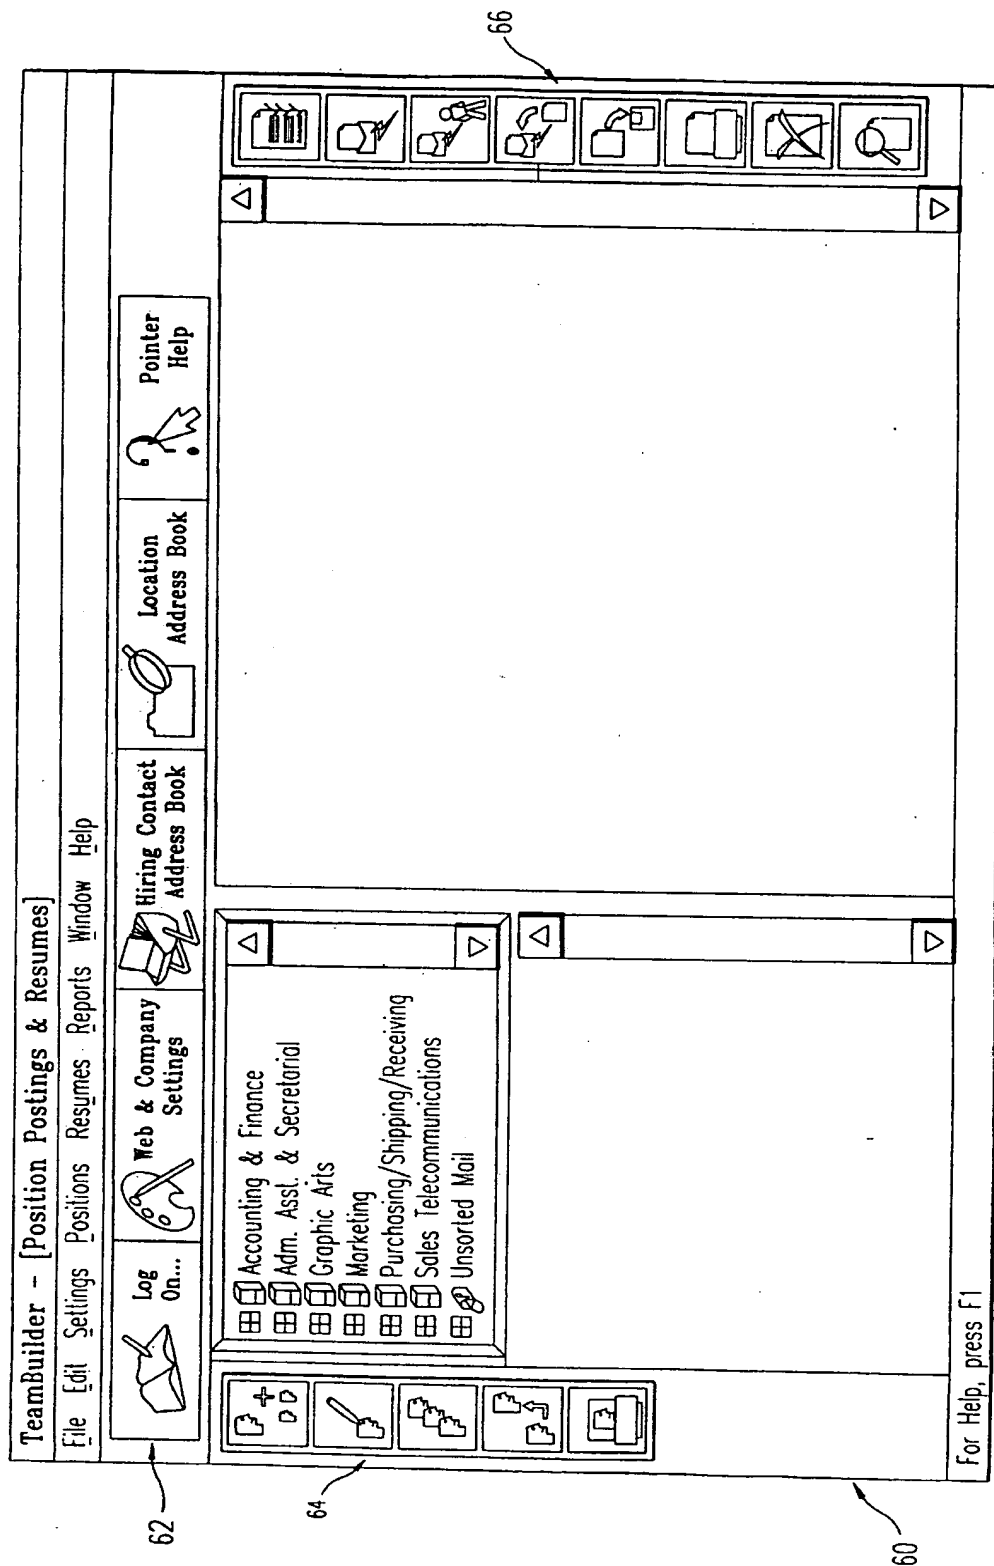 TeamBuilder - [Position Postings & Resumes]
File Edit Settings Positions Resumes Reports Window Help
Log
On...
Web & Company
Settings
Hiring Contact
Address Book
Location
Address Book
Pointer
Help
62
64
66
Accounting & Finance
Adm. Asst. & Secretarial
Graphic Arts
Marketing
Purchasing/Shipping/Receiving
Sales Telecommunications
Unsorted Mail
For Help, press F1
60